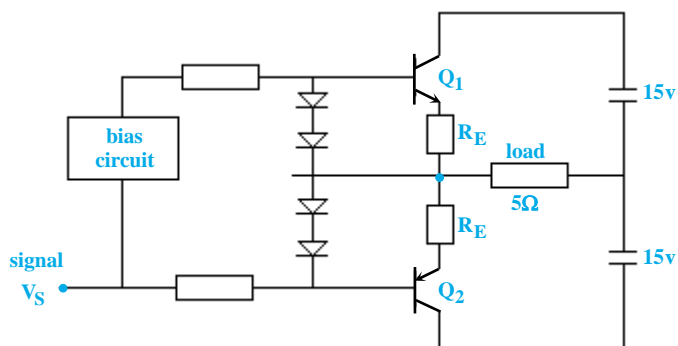 Q1
15v
bias
circuit
RE
load
5Ω
RE
signal
VS
Q2
15v